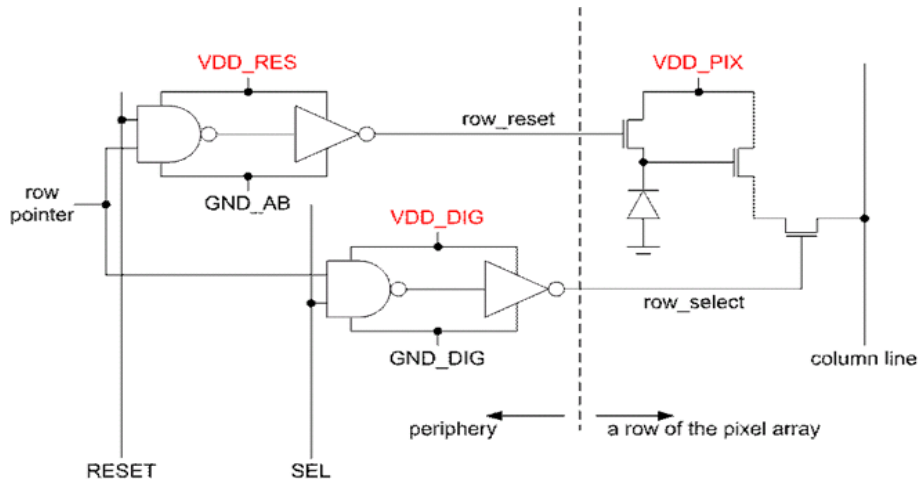 VDD_RES
VDD_PIX
row_reset
row
pointer
GND_AB
VDD_DIG
row_select
GND_DIG
column line
periphery
a row of the pixel array
RESET
SEL